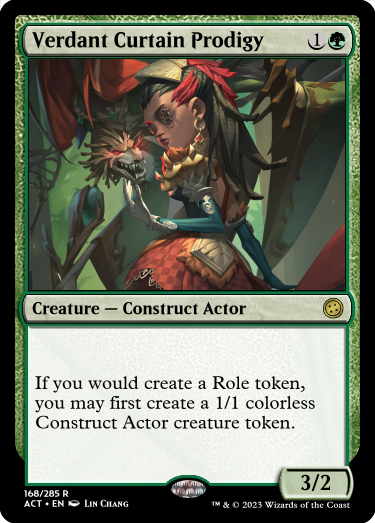 Verdant Curtain Prodigy 1
Creature — Construct Actor
If you would create a Role token,
you may first create a 1/1 colorless
Construct Actor creature token.
3/2
168/285 R
ACT • EN Lin Chang ™ & © 2023 Wizards of the Coast